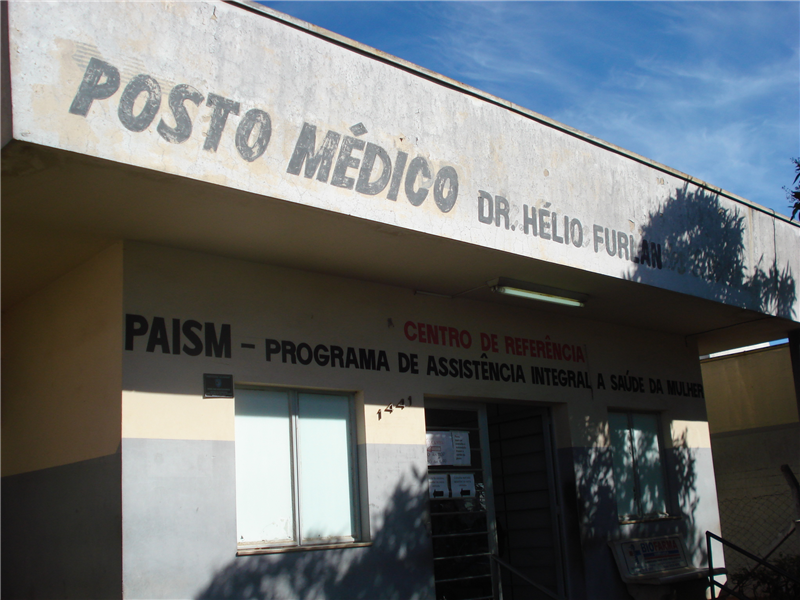 POSTO MÉDICO DR. HÉLIO FURLAN
CENTRO DE REFERÊNCIA
PAISM - PROGRAMA DE ASSISTÊNCIA INTEGRAL A SAÚDE DA MULHER
1441